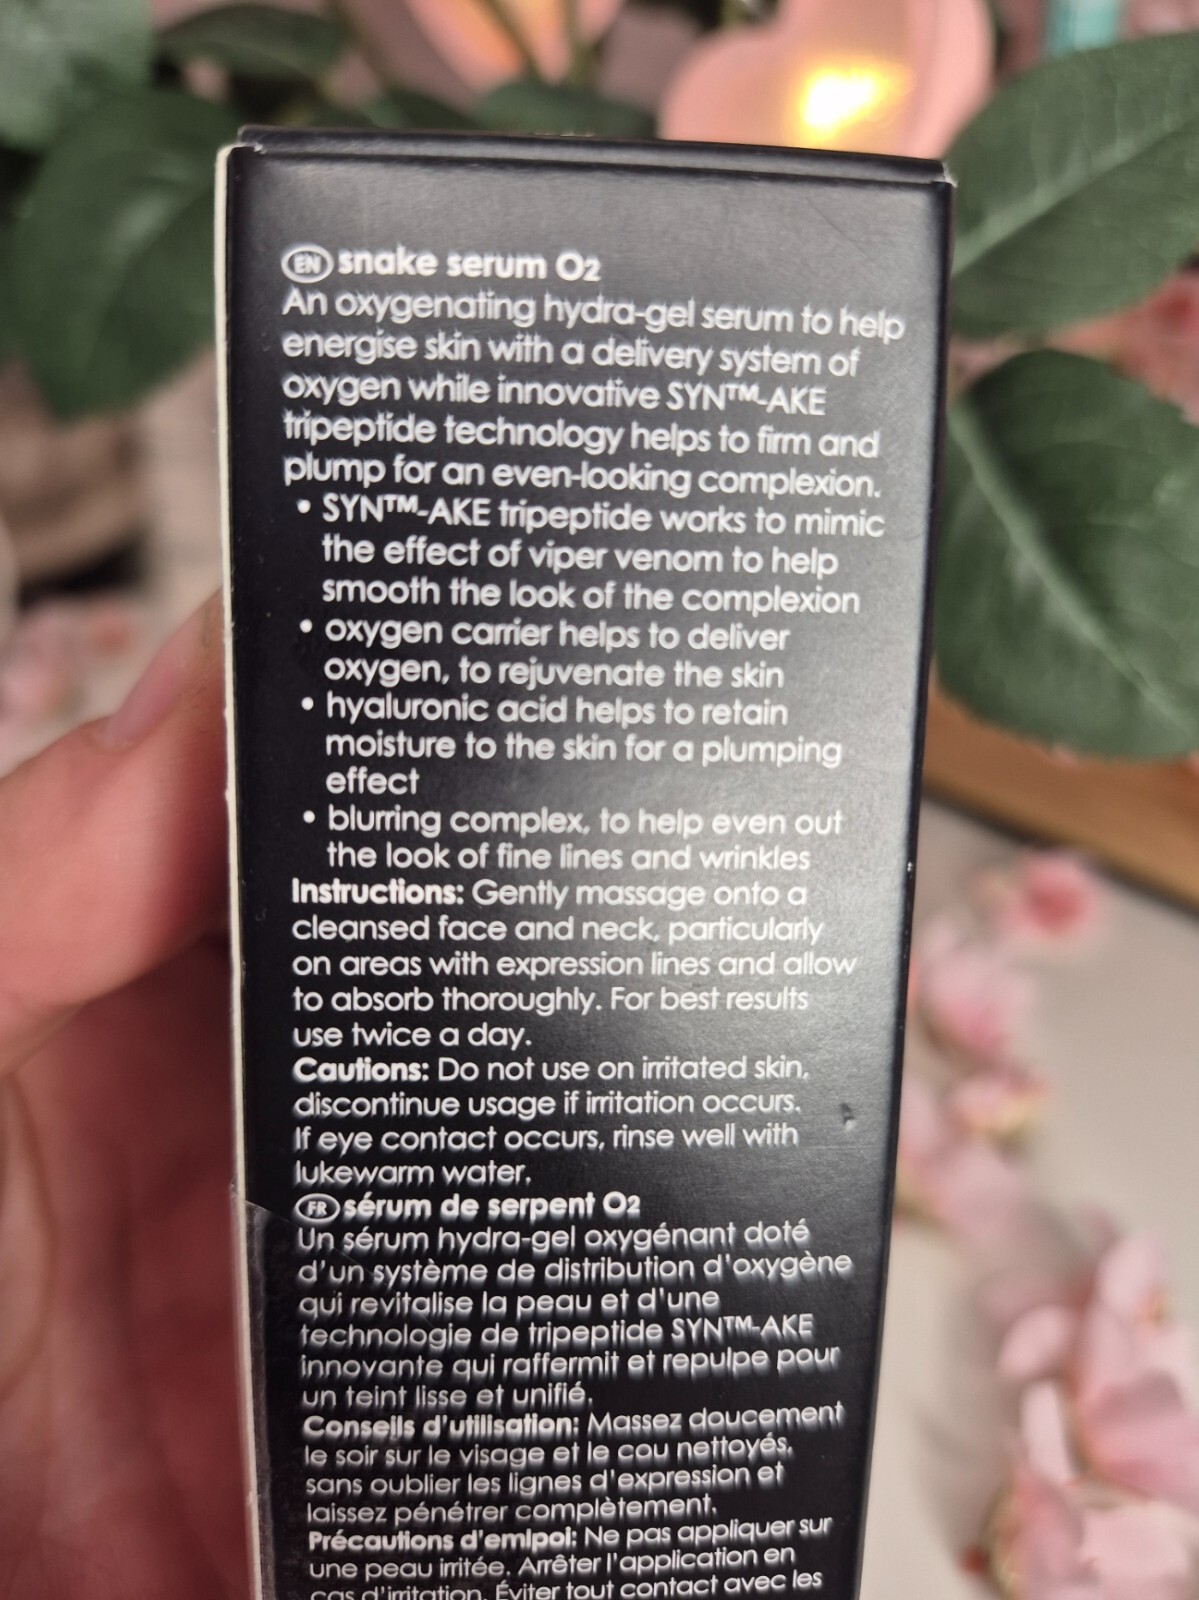 EN snake serum O2
An oxygenating hydra-gel serum to help
energise skin with a delivery system of
oxygen while innovative SYN™-AKE
tripeptide technology helps to firm and
plump for an even-looking complexion.
• SYN™-AKE tripeptide works to mimic
the effect of viper venom to help
smooth the look of the complexion
• oxygen carrier helps to deliver
oxygen, to rejuvenate the skin
• hyaluronic acid helps to retain
moisture to the skin for a plumping
effect
• blurring complex, to help even out
the look of fine lines and wrinkles
Instructions: Gently massage onto a
cleansed face and neck, particularly
on areas with expression lines and allow
to absorb thoroughly. For best results
use twice a day.
Cautions: Do not use on irritated skin,
discontinue usage if irritation occurs.
If eye contact occurs, rinse well with
lukewarm water.
FR sérum de serpent O2
Un sérum hydra-gel oxygénant doté
d'un système de distribution d'oxygène
qui revitalise la peau et d'une
technologie de tripeptide SYN™-AKE
innovante qui raffermit et repulpe pour
un teint lisse et unifié.
Conseils d'utilisation: Massez doucement
le soir sur le visage et le cou nettoyés,
sans oublier les lignes d'expression et
laissez pénétrer complètement.
Précautions d'emlpoi: Ne pas appliquer sur
une peau irritée. Arrêter l'application en
cas d'irritation. Éviter tout contact avec les